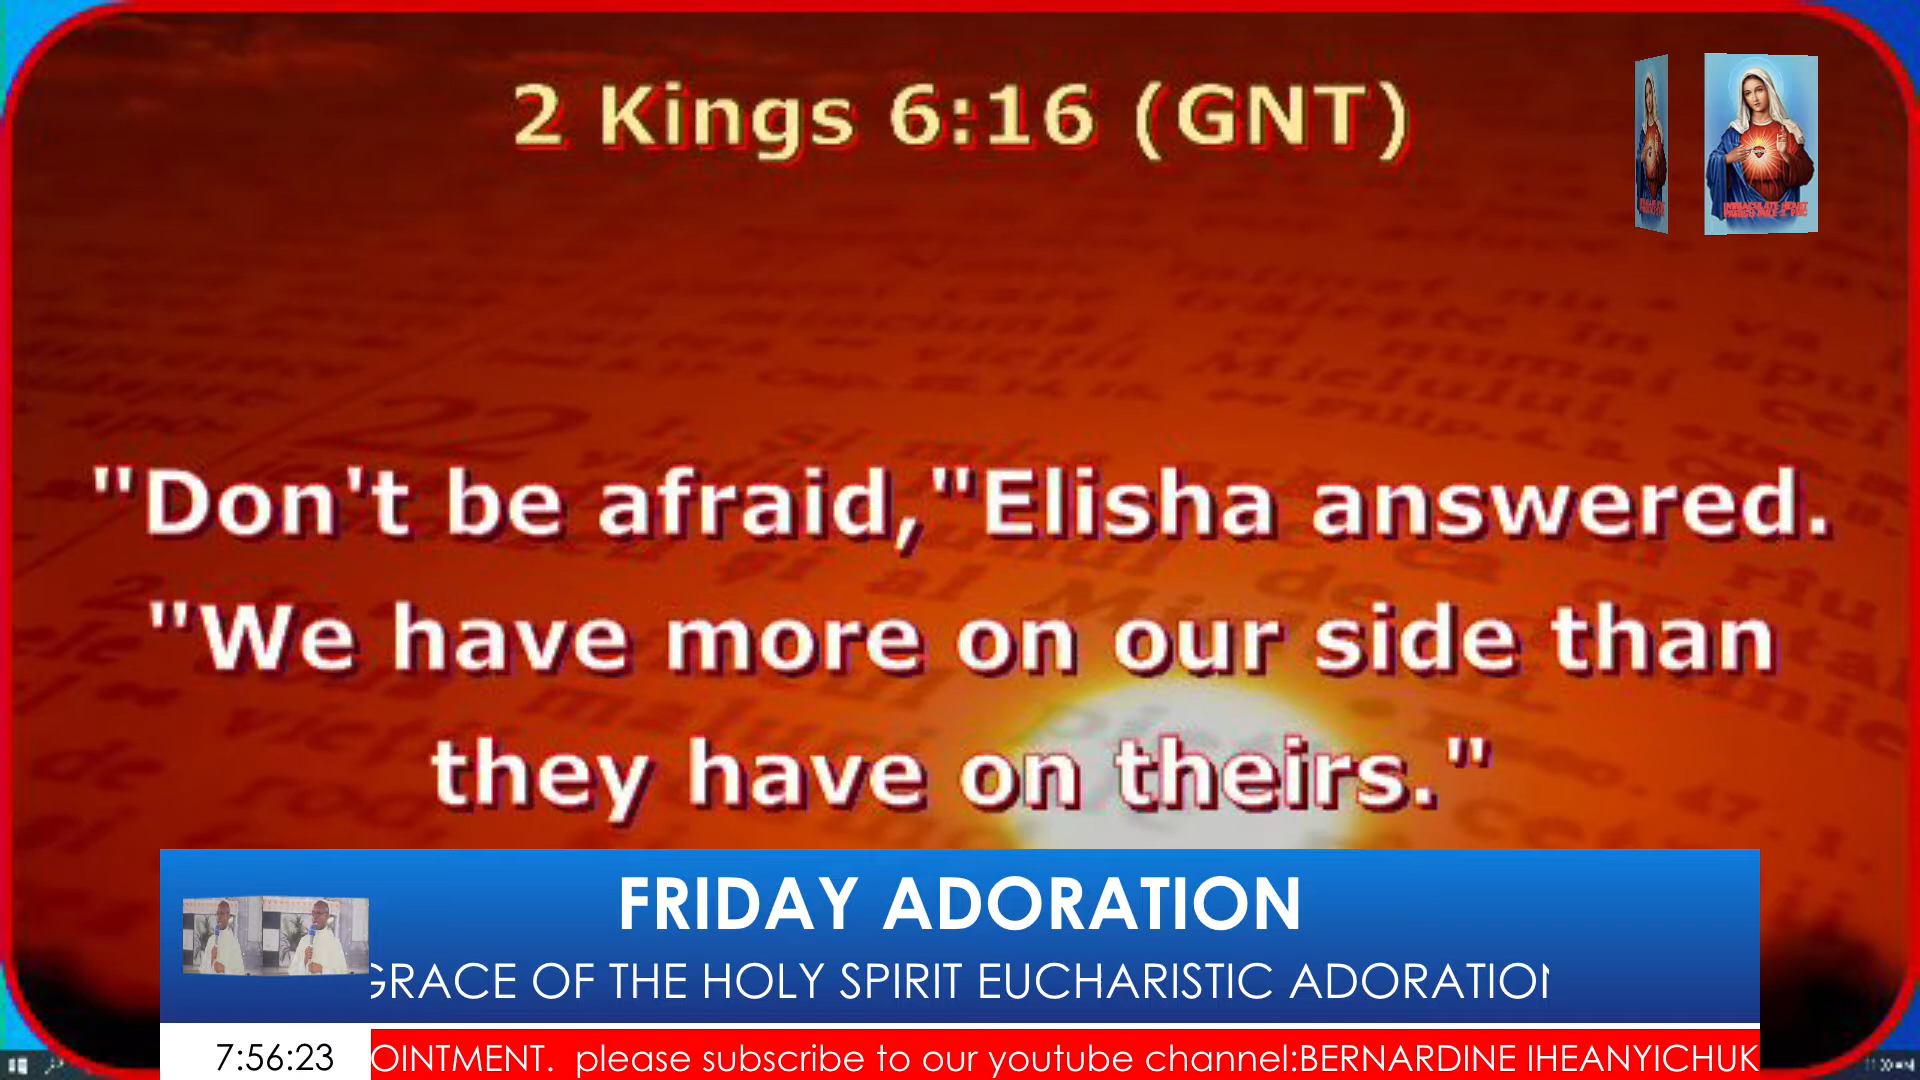 2 Kings 6:16 (GNT)
"Don't be afraid,"Elisha answered.
"We have more on our side than
they have on theirs."
FRIDAY ADORATION
GRACE OF THE HOLY SPIRIT EUCHARISTIC ADORATION
7:56:23
OINTMENT. please subscribe to our youtube channel:BERNARDINE IHEANYICHUK